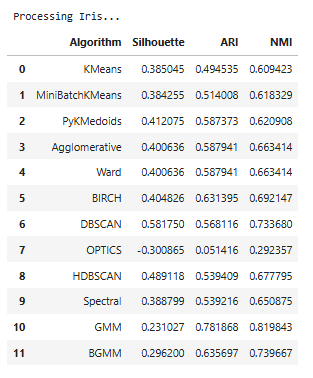 Processing Iris...
Algorithm Silhouette ARI NMI
0 KMeans 0.385045 0.494535 0.609423
1 MiniBatchKMeans 0.384255 0.514008 0.618329
2 PyKMedoids 0.412075 0.587373 0.620908
3 Agglomerative 0.400636 0.587941 0.663414
4 Ward 0.400636 0.587941 0.663414
5 BIRCH 0.404826 0.631395 0.692147
6 DBSCAN 0.581750 0.568116 0.733680
7 OPTICS -0.300865 0.051416 0.292357
8 HDBSCAN 0.489118 0.539409 0.677795
9 Spectral 0.388799 0.539216 0.650875
10 GMM 0.231027 0.781868 0.819843
11 BGMM 0.296200 0.635697 0.739667